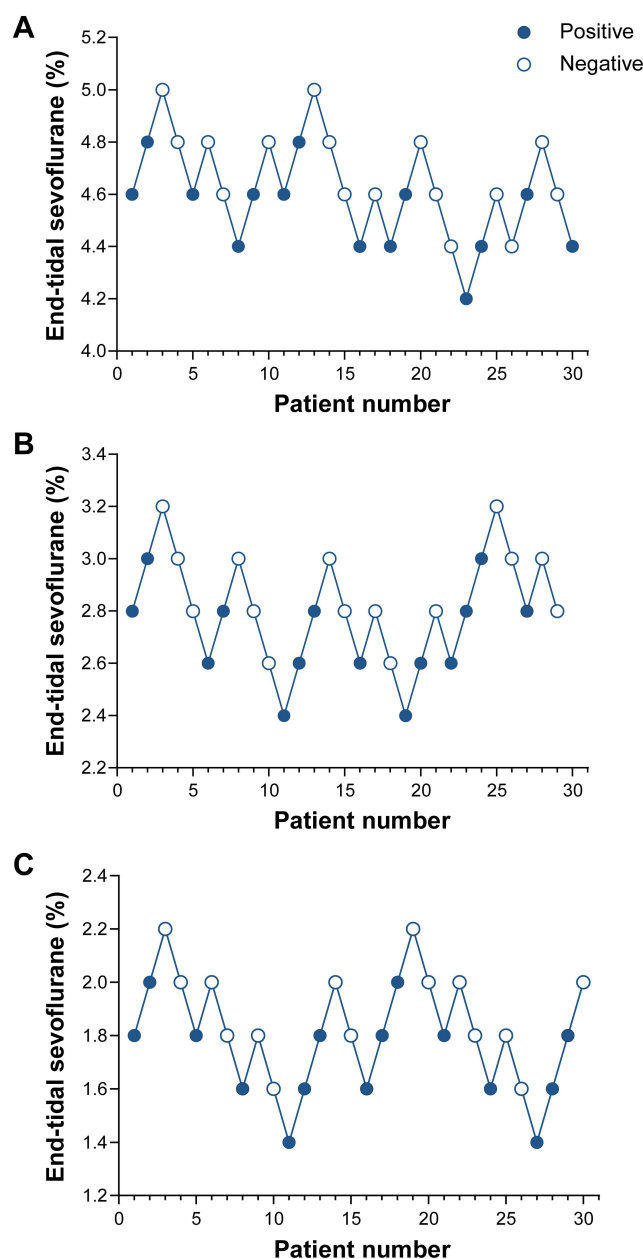 A
Positive
Negative
End-tidal sevoflurane (%)
5.2
5.0
4.8
4.6
4.4
4.2
4.0
0 5 10 15 20 25 30
Patient number
B
End-tidal sevoflurane (%)
3.4
3.2
3.0
2.8
2.6
2.4
2.2
0 5 10 15 20 25 30
Patient number
C
End-tidal sevoflurane (%)
2.4
2.2
2.0
1.8
1.6
1.4
1.2
0 5 10 15 20 25 30
Patient number